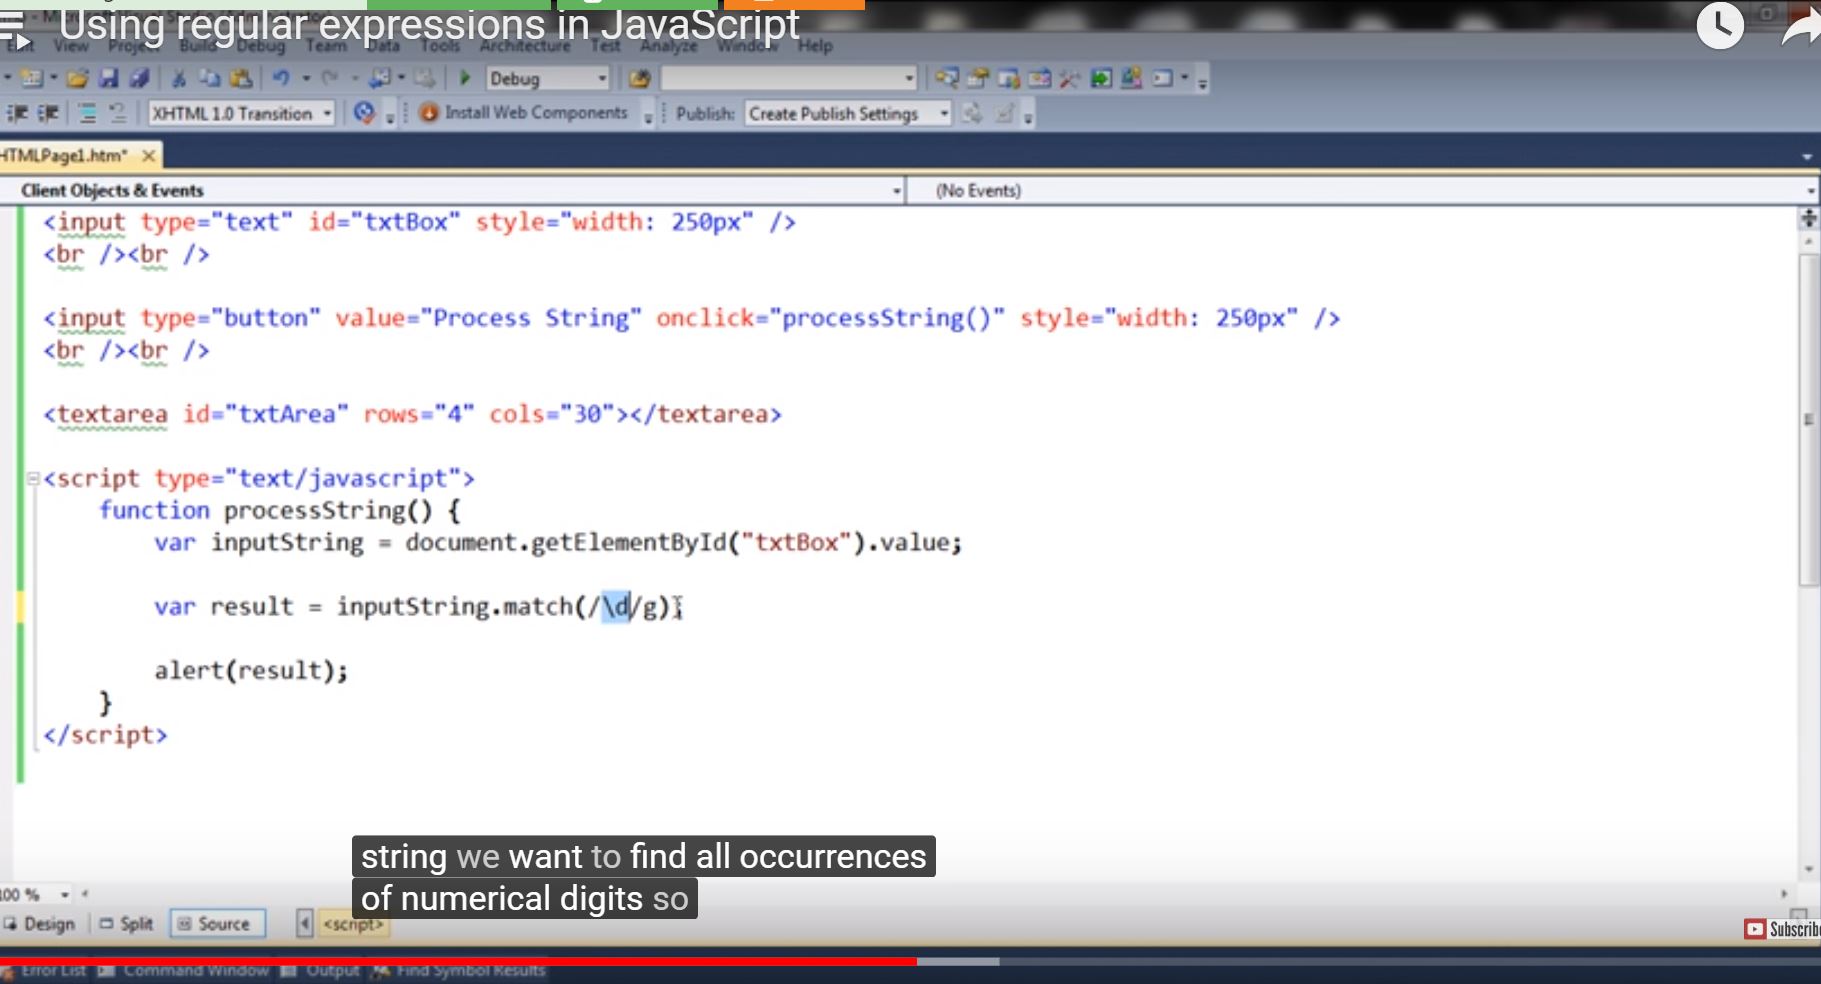 Using regular expressions in JavaScript
View Project Build Debug Team Data Tools Architecture Test Analyze Window Help
Debug
XHTML 1.0 Transition Install Web Components Publish: Create Publish Settings
HTMLPage1.htm*
Client Objects & Events (No Events)
<input type="text" id="txtBox" style="width: 250px" />
<br /><br />
<input type="button" value="Process String" onclick="processString()" style="width: 250px" />
<br /><br />
<textarea id="txtArea" rows="4" cols="30"></textarea>
<script type="text/javascript">
function processString() {
var inputString = document.getElementById("txtBox").value;
var result = inputString.match(/\d/g);
alert(result);
}
</script>
string we want to find all occurrences
of numerical digits so
100 %
Design Split Source <script>
Subscribe
Error List Command Window Output Find Symbol Results